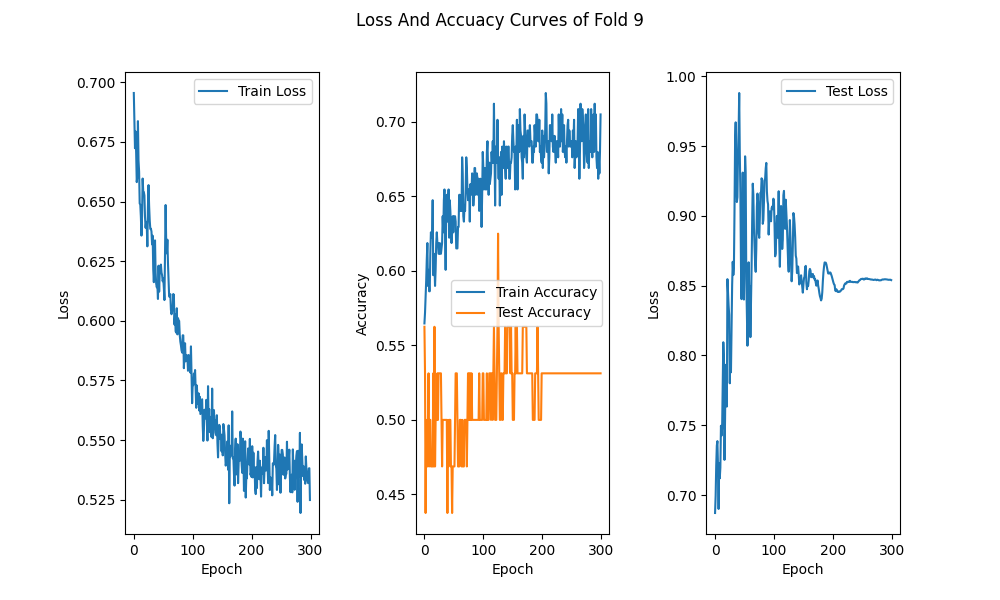 Loss And Accuacy Curves of Fold 9
Loss
0.700
0.675
0.650
0.625
0.600
0.575
0.550
0.525
Train Loss
0 100 200 300
Epoch
Accuracy
0.70
0.65
0.60
0.55
0.50
0.45
Train Accuracy
Test Accuracy
0 100 200 300
Epoch
Loss
1.00
0.95
0.90
0.85
0.80
0.75
0.70
Test Loss
0 100 200 300
Epoch